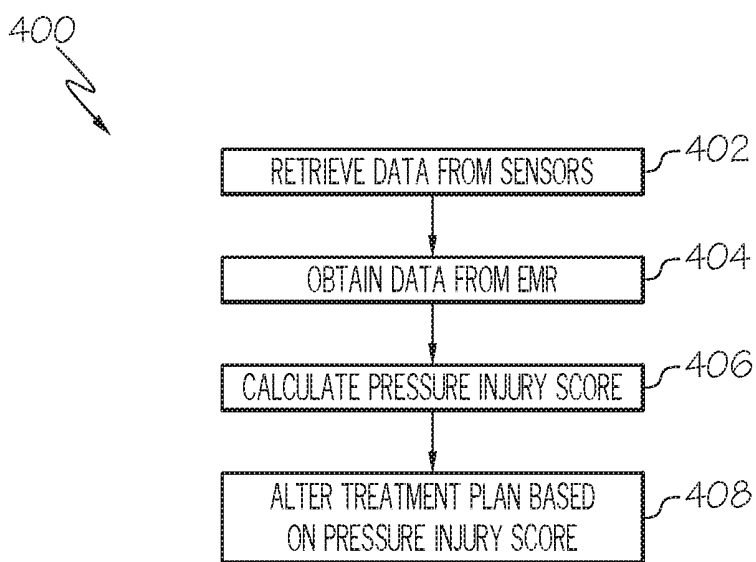 400
RETRIEVE DATA FROM SENSORS
402
OBTAIN DATA FROM EMR
404
CALCULATE PRESSURE INJURY SCORE
406
ALTER TREATMENT PLAN BASED
ON PRESSURE INJURY SCORE
408